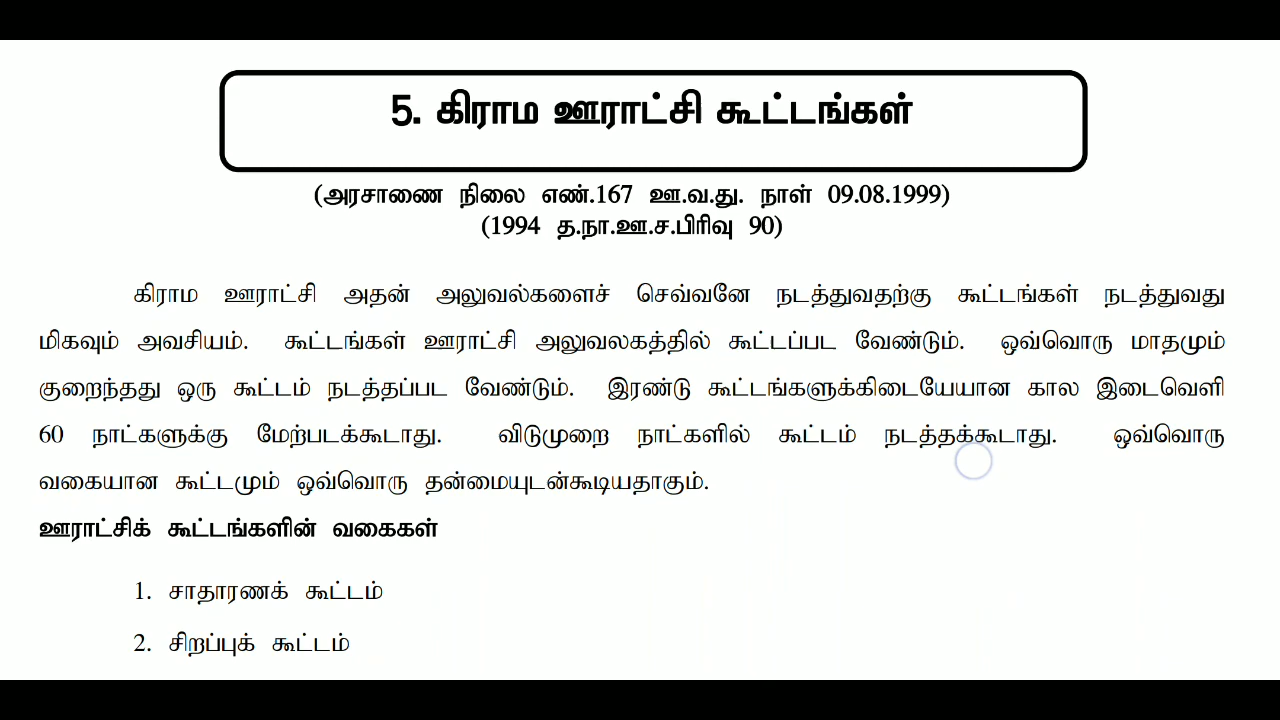 5. கிராம ஊராட்சி கூட்டங்கள்
(அரசாணை நிலை எண்.167 ஊ.வ.து. நாள் 09.08.1999)
(1994 த.நா.ஊ.ச.பிரிவு 90)
கிராம ஊராட்சி அதன் அலுவல்களைச் செவ்வனே நடத்துவதற்கு கூட்டங்கள் நடத்துவது
மிகவும் அவசியம். கூட்டங்கள் ஊராட்சி அலுவலகத்தில் கூட்டப்பட வேண்டும். ஒவ்வொரு மாதமும்
குறைந்தது ஒரு கூட்டம் நடத்தப்பட வேண்டும். இரண்டு கூட்டங்களுக்கிடையேயான கால இடைவெளி
60 நாட்களுக்கு மேற்படக்கூடாது. விடுமுறை நாட்களில் கூட்டம் நடத்தக்கூடாது. ஒவ்வொரு
வகையான கூட்டமும் ஒவ்வொரு தன்மையுடன்கூடியதாகும்.
ஊராட்சிக் கூட்டங்களின் வகைகள்
1. சாதாரணக் கூட்டம்
2. சிறப்புக் கூட்டம்